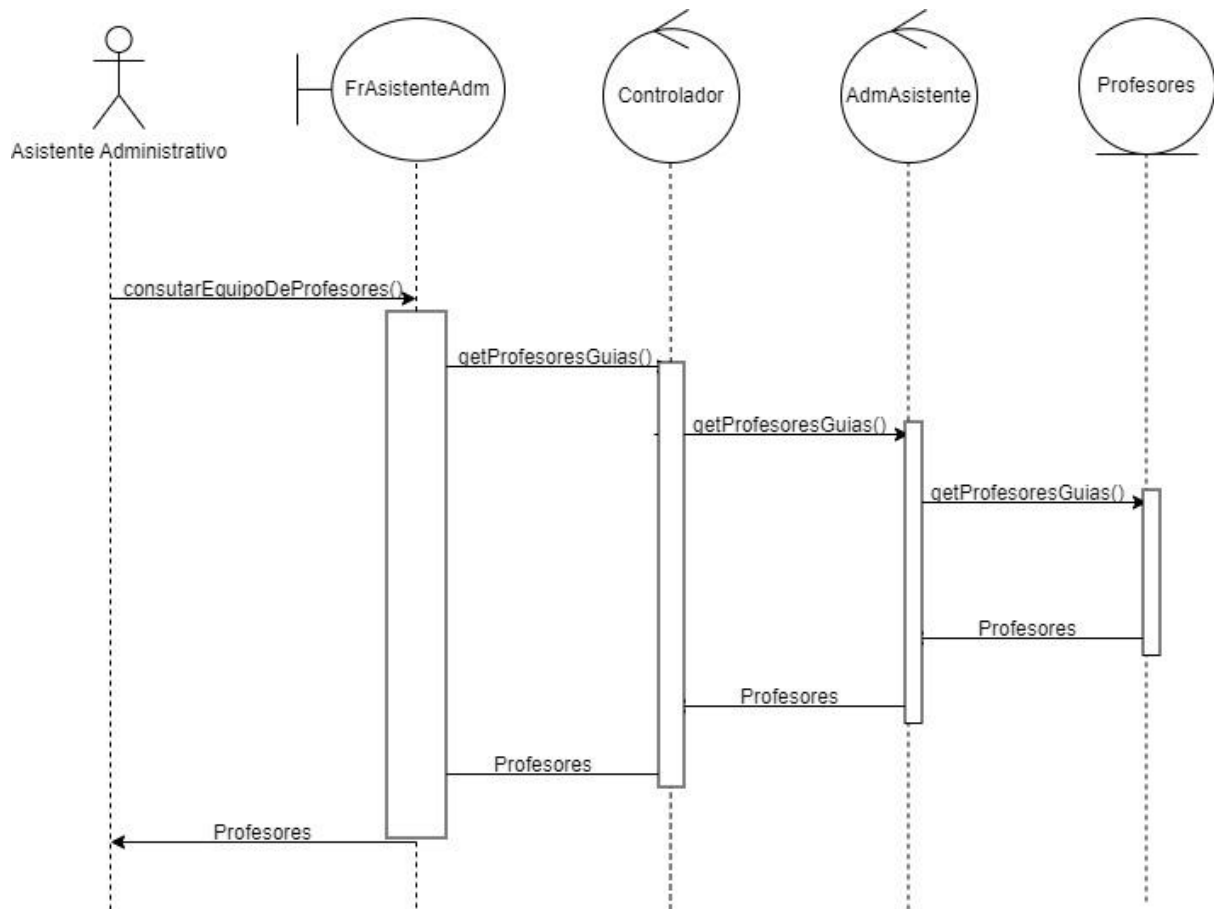 FrAsistenteAdm
Controlador
AdmAsistente
Profesores
Asistente Administrativo
consutarEquipoDeProfesores()
getProfesoresGuias()
getProfesoresGuias()
getProfesoresGuias()
Profesores
Profesores
Profesores
Profesores